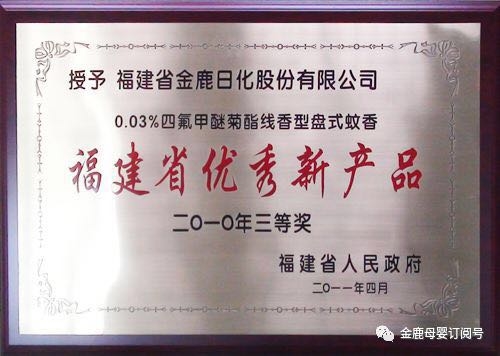 授予 福建省金鹿日化股份有限公司
0.03%四氟甲醚菊酯线香型盘式蚊香
福建省优秀新产品
二〇一〇年三等奖
福建省人民政府
二〇一一年四月
金鹿母婴订阅号